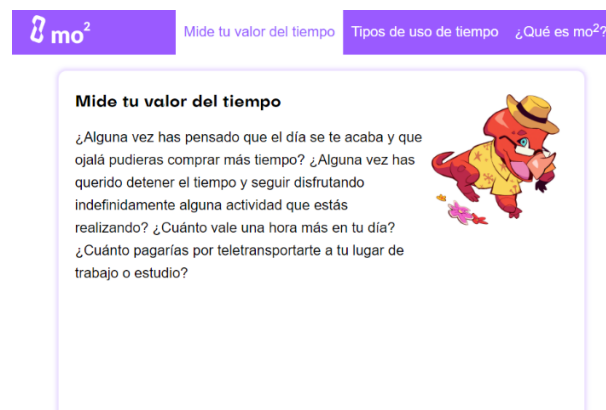 mo²
Mide tu valor del tiempo
Tipos de uso de tiempo
¿Qué es mo²?
Mide tu valor del tiempo
¿Alguna vez has pensado que el día se te acaba y que
ojalá pudieras comprar más tiempo? ¿Alguna vez has
querido detener el tiempo y seguir disfrutando
indefinidamente alguna actividad que estás
realizando? ¿Cuánto vale una hora más en tu día?
¿Cuánto pagarías por teletransportarte a tu lugar de
trabajo o estudio?